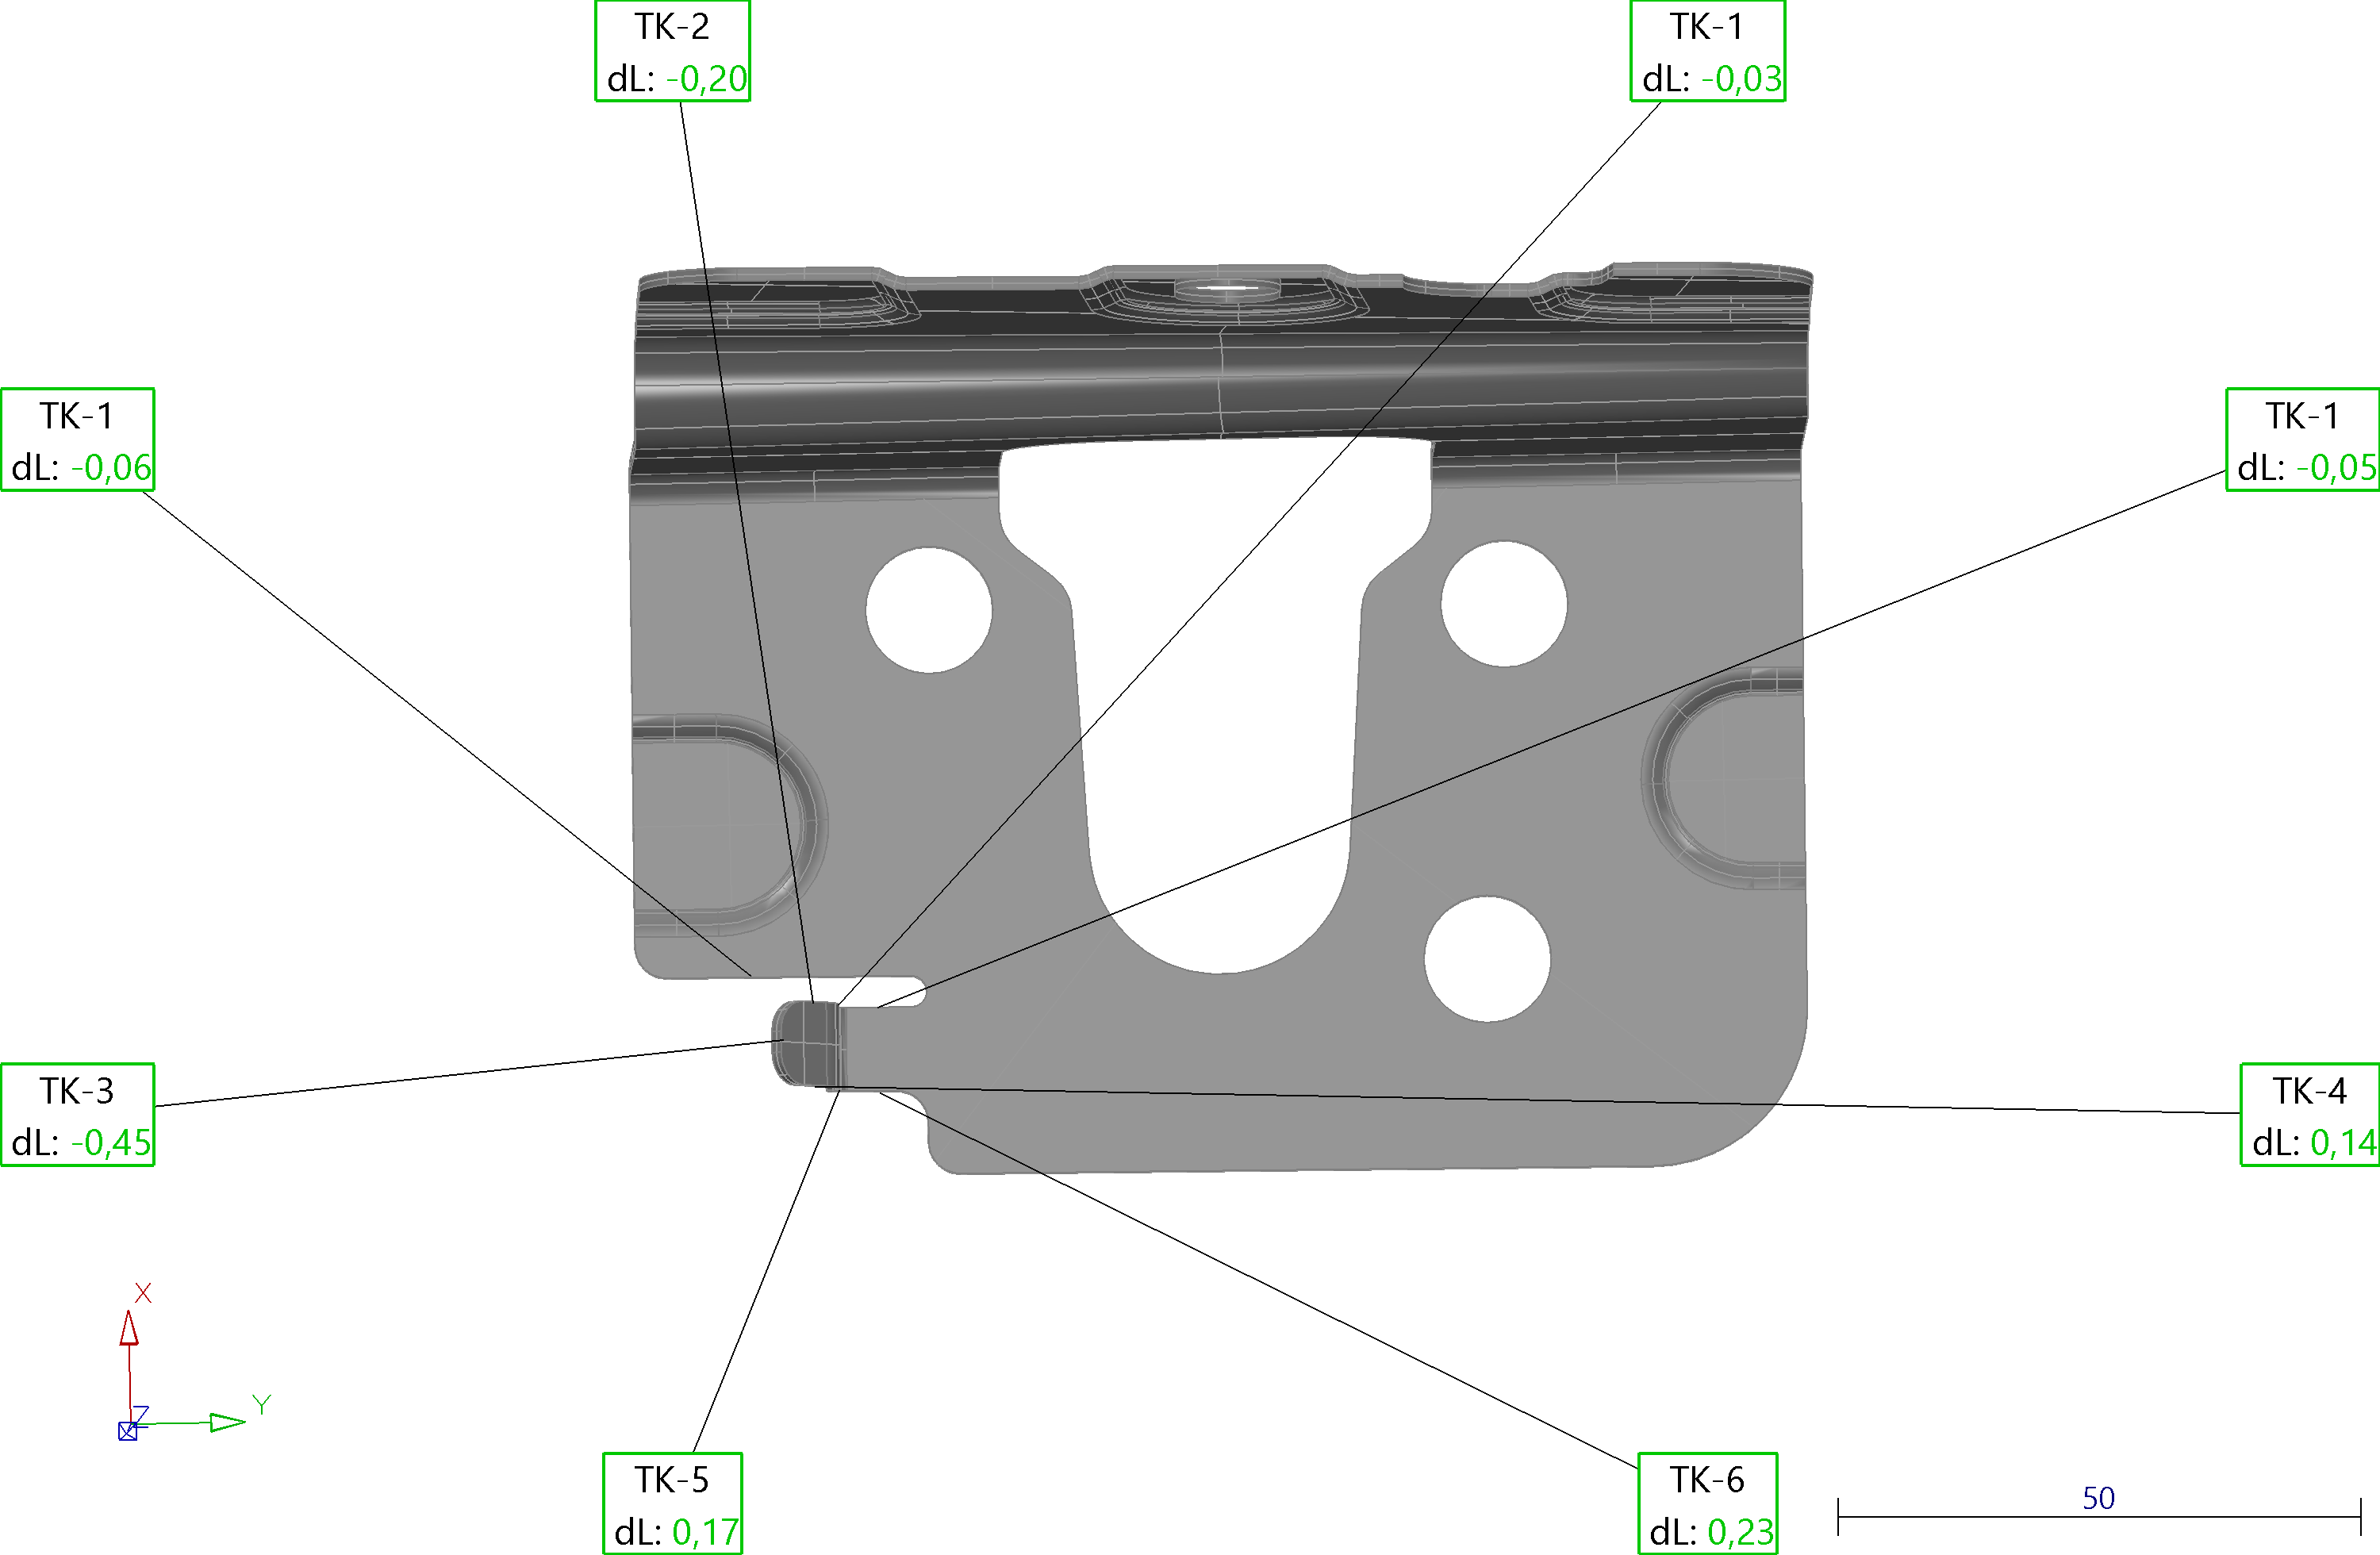 TK-2
dL: -0,20
TK-1
dL: -0,03
TK-1
dL: -0,06
TK-1
dL: -0,05
TK-3
dL: -0,45
TK-4
dL: 0,14
X
Y
Z
TK-5
dL: 0,17
TK-6
dL: 0,23
50